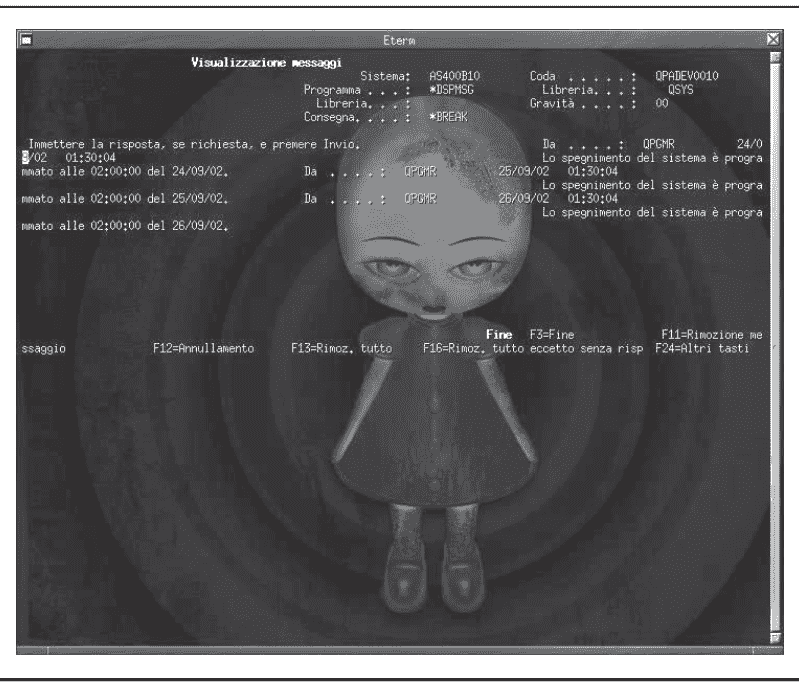 Eterm
Visualizzazione messaggi
Sistema: AS400B10 Coda . . . . . : QPADEV0010
Programma . . . : *DSPMSG Libreria. . . : QSYS
Libreria. . . : Gravità . . . . : 00
Consegna. . . . : *BREAK
Immettere la risposta, se richiesta, e premere Invio. Da . . . . : QPGMR 24/0
9/02 01:30:04 Lo spegnimento del sistema è progra
mmato alle 02:00:00 del 24/09/02. Da . . . . . : QPGMR 25/09/02 01:30:04
Lo spegnimento del sistema è progra
mmato alle 02:00:00 del 25/09/02. Da . . . . . : QPGMR 26/09/02 01:30:04
Lo spegnimento del sistema è progra
mmato alle 02:00:00 del 26/09/02.
Fine F3=Fine F11=Rimozione me
ssaggio F12=Annullamento F13=Rimoz. tutto F16=Rimoz. tutto eccetto senza risp F24=Altri tasti